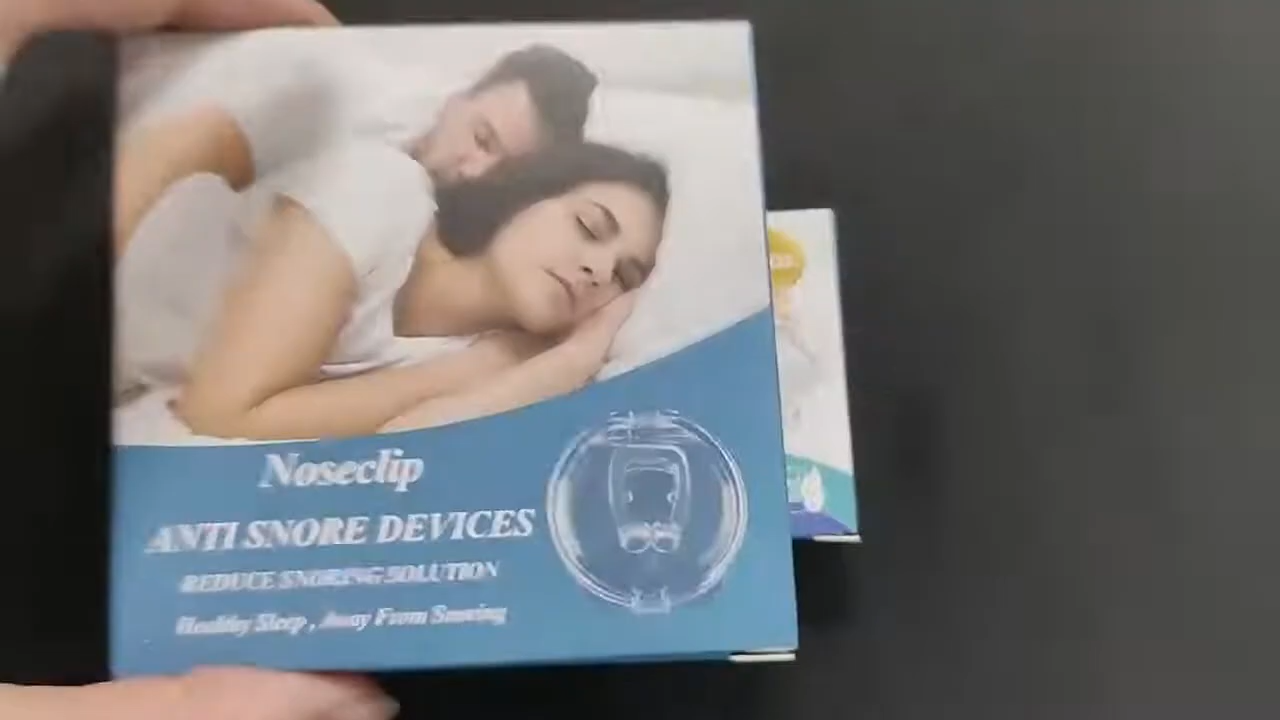 Noseclip
ANTI SNORE DEVICES
REDUCE SNORING SOLUTION
Healthy Sleep , Away From Snoring